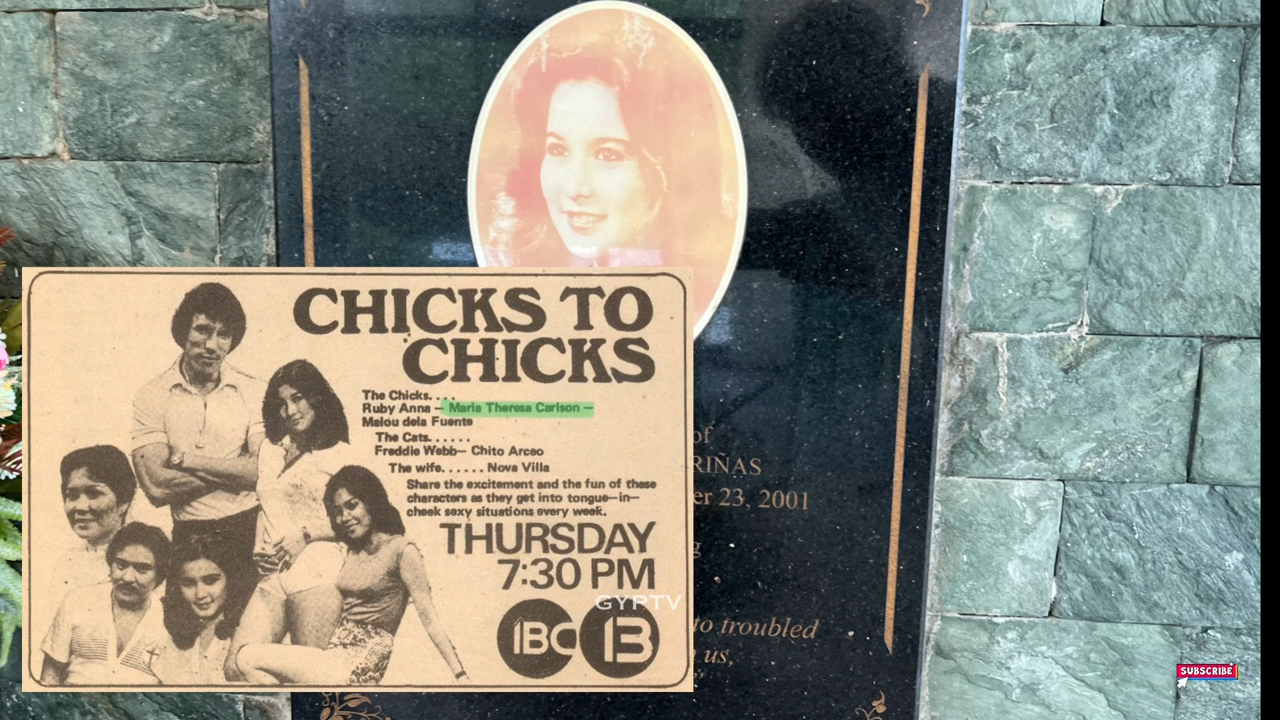 CHICKS TO
CHICKS
The Chicks. . . .
Ruby Anna — Maria Theresa Carlson —
Malou dela Fuente
The Cats. . . . . .
Freddie Webb— Chito Arceo
The wife. . . . . . Nova Villa
Share the excitement and the fun of these
characters as they get into tongue—in—
cheek sexy situations every week.
THURSDAY
7:30 PM
GYPTV
IBC 13
of
RIÑAS
er 23, 2001
g
to troubled
us,
SUBSCRIBE